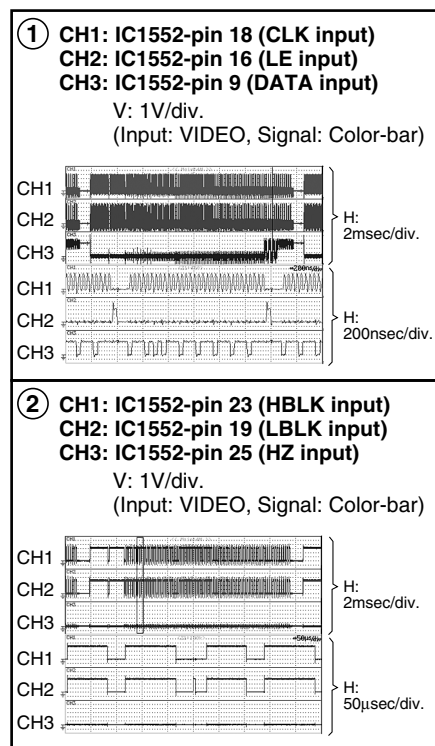 ① CH1: IC1552-pin 18 (CLK input)
CH2: IC1552-pin 16 (LE input)
CH3: IC1552-pin 9 (DATA input)
V: 1V/div.
(Input: VIDEO, Signal: Color-bar)
CH1
CH2
CH3
H:
2msec/div.
CH1
CH2
CH3
H:
200nsec/div.
② CH1: IC1552-pin 23 (HBLK input)
CH2: IC1552-pin 19 (LBLK input)
CH3: IC1552-pin 25 (HZ input)
V: 1V/div.
(Input: VIDEO, Signal: Color-bar)
CH1
CH2
CH3
H:
2msec/div.
CH1
CH2
CH3
H:
50μsec/div.